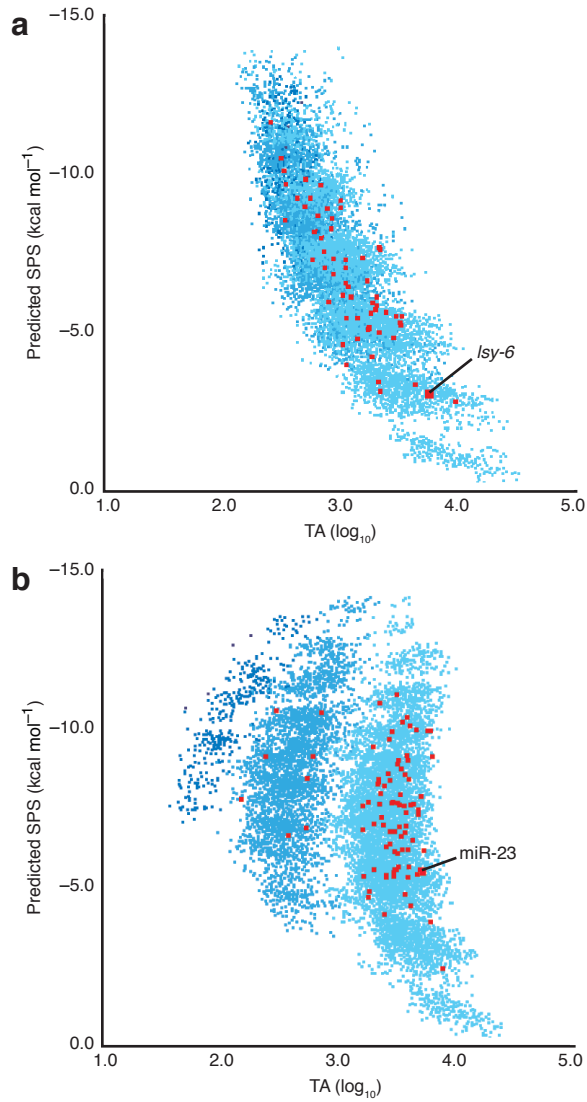 a
–15.0
–10.0
–5.0
0.0
Predicted SPS (kcal mol–1)
lsy-6
1.0 2.0 3.0 4.0 5.0
TA (log10)
b
–15.0
–10.0
–5.0
0.0
Predicted SPS (kcal mol–1)
miR-23
1.0 2.0 3.0 4.0 5.0
TA (log10)